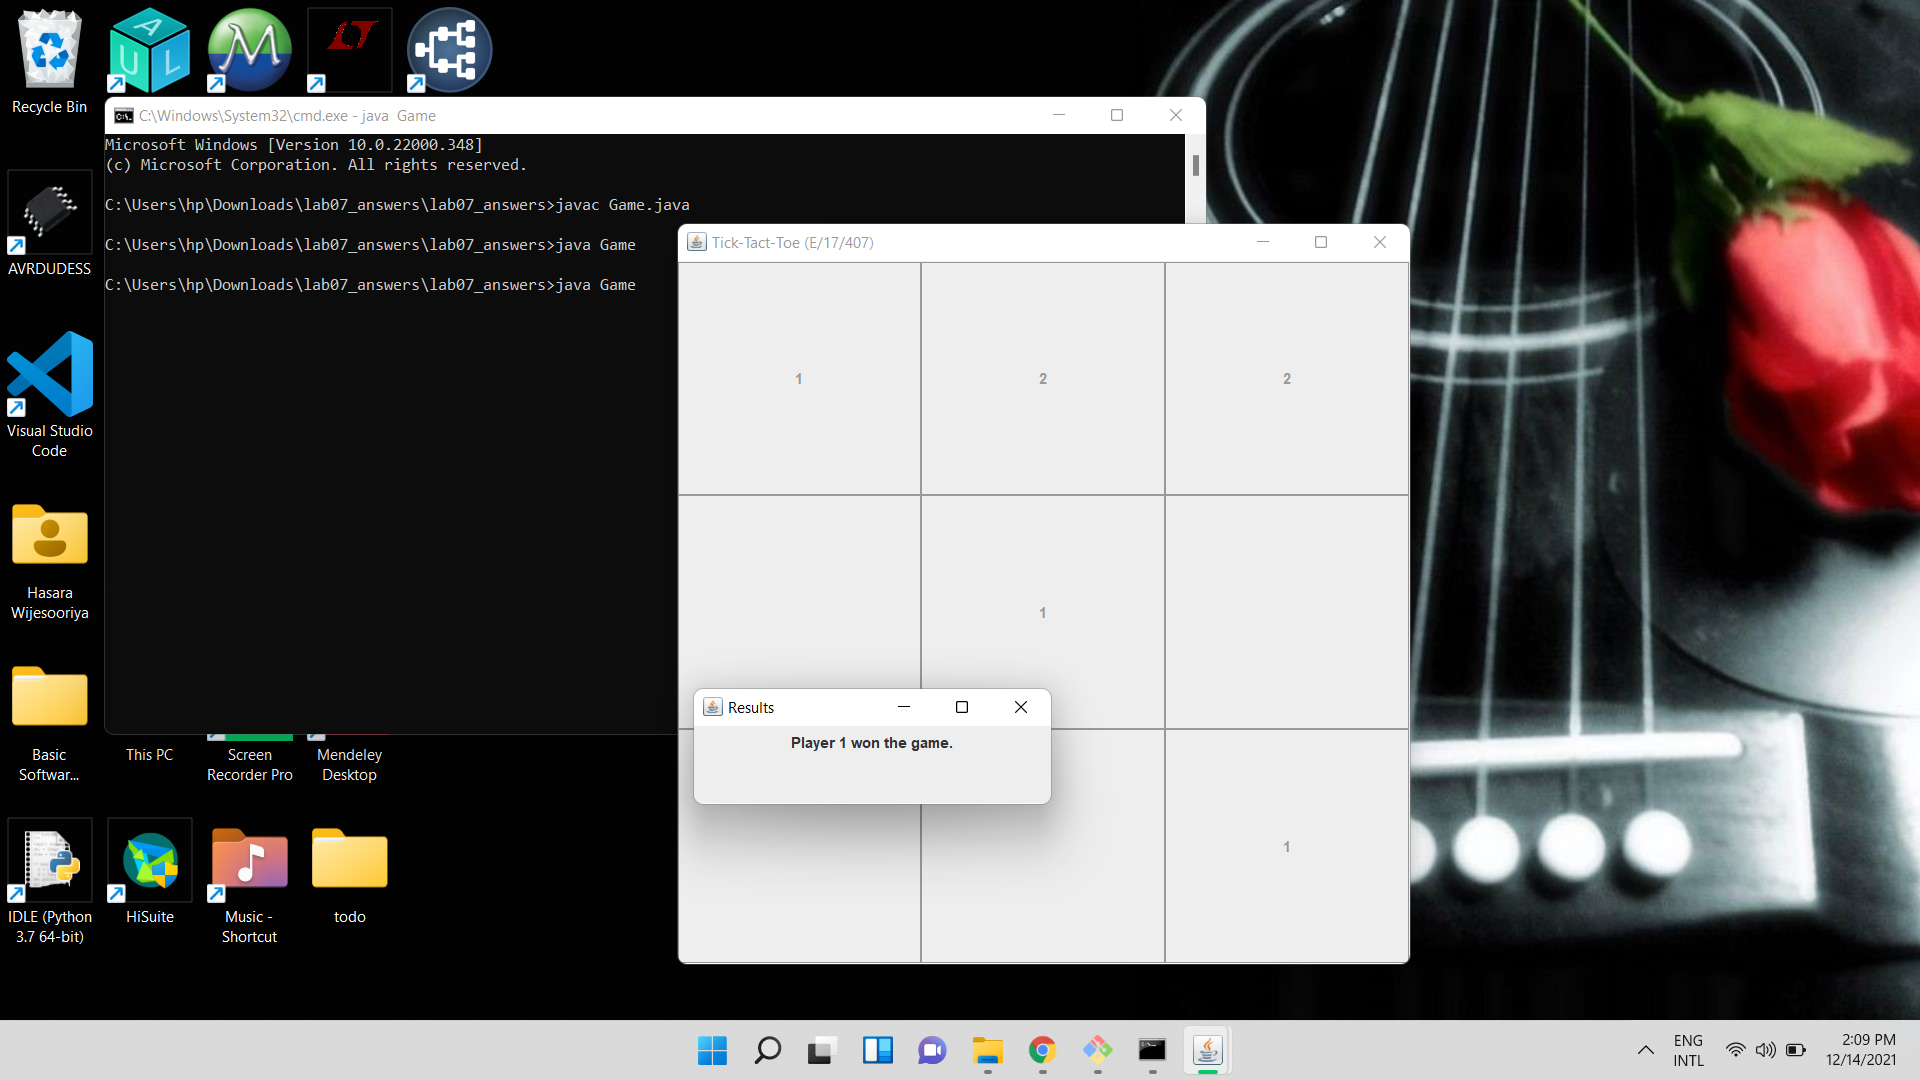 Recycle Bin
C:\Windows\System32\cmd.exe - java  Game
Microsoft Windows [Version 10.0.22000.348]
(c) Microsoft Corporation. All rights reserved.
C:\Users\hp\Downloads\lab07_answers\lab07_answers>javac Game.java
C:\Users\hp\Downloads\lab07_answers\lab07_answers>java Game
C:\Users\hp\Downloads\lab07_answers\lab07_answers>java Game
Tick-Tact-Toe (E/17/407)
1 2 2
1
1
Results
Player 1 won the game.
AVRDUDESS
Visual Studio
Code
Hasara
Wijesooriya
Basic
Softwar...
This PC
Screen
Recorder Pro
Mendeley
Desktop
IDLE (Python
3.7 64-bit)
HiSuite
Music -
Shortcut
todo
ENG
INTL
2:09 PM
12/14/2021